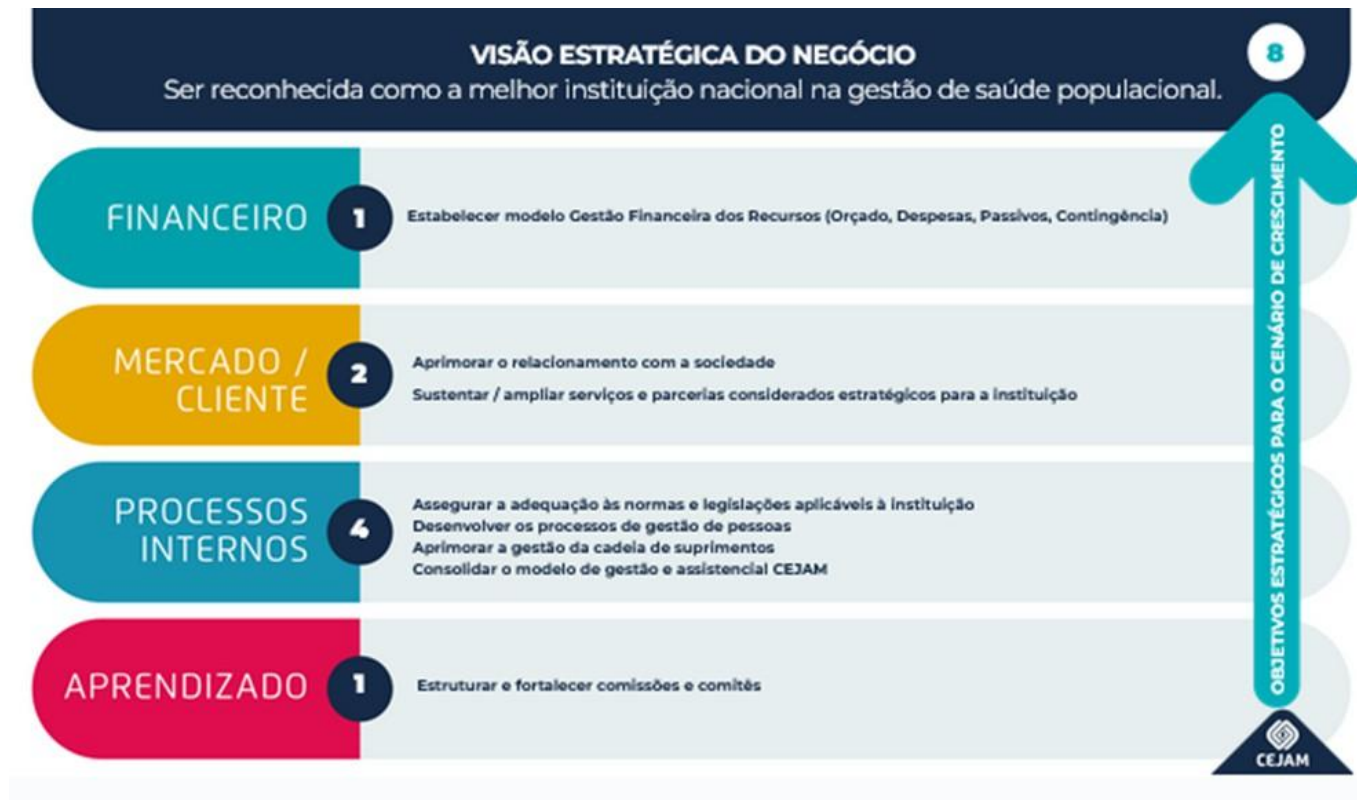 VISÃO ESTRATÉGICA DO NEGÓCIO
Ser reconhecida como a melhor instituição nacional na gestão de saúde populacional.
8
FINANCEIRO
1
Estabelecer modelo Gestão Financeira dos Recursos (Orçado, Despesas, Passivos, Contingência)
MERCADO /
CLIENTE
2
Aprimorar o relacionamento com a sociedade
Sustentar / ampliar serviços e parcerias considerados estratégicos para a instituição
PROCESSOS
INTERNOS
4
Assegurar a adequação às normas e legislações aplicáveis à instituição
Desenvolver os processos de gestão de pessoas
Aprimorar a gestão da cadeia de suprimentos
Consolidar o modelo de gestão e assistencial CEJAM
APRENDIZADO
1
Estruturar e fortalecer comissões e comitês
OBJETIVOS ESTRATÉGICOS PARA O CENÁRIO DE CRESCIMENTO
CEJAM